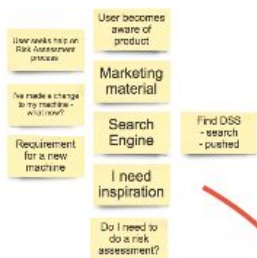 User becomes
aware of
product
User seeks help on
Risk Assessment
process
Marketing
material
I've made a change
to my machine -
what now?
Search
Engine
Find DSS
- search
- pushed
Requirement
for a new
machine
I need
inspiration
Do I need to
do a risk
assessment?